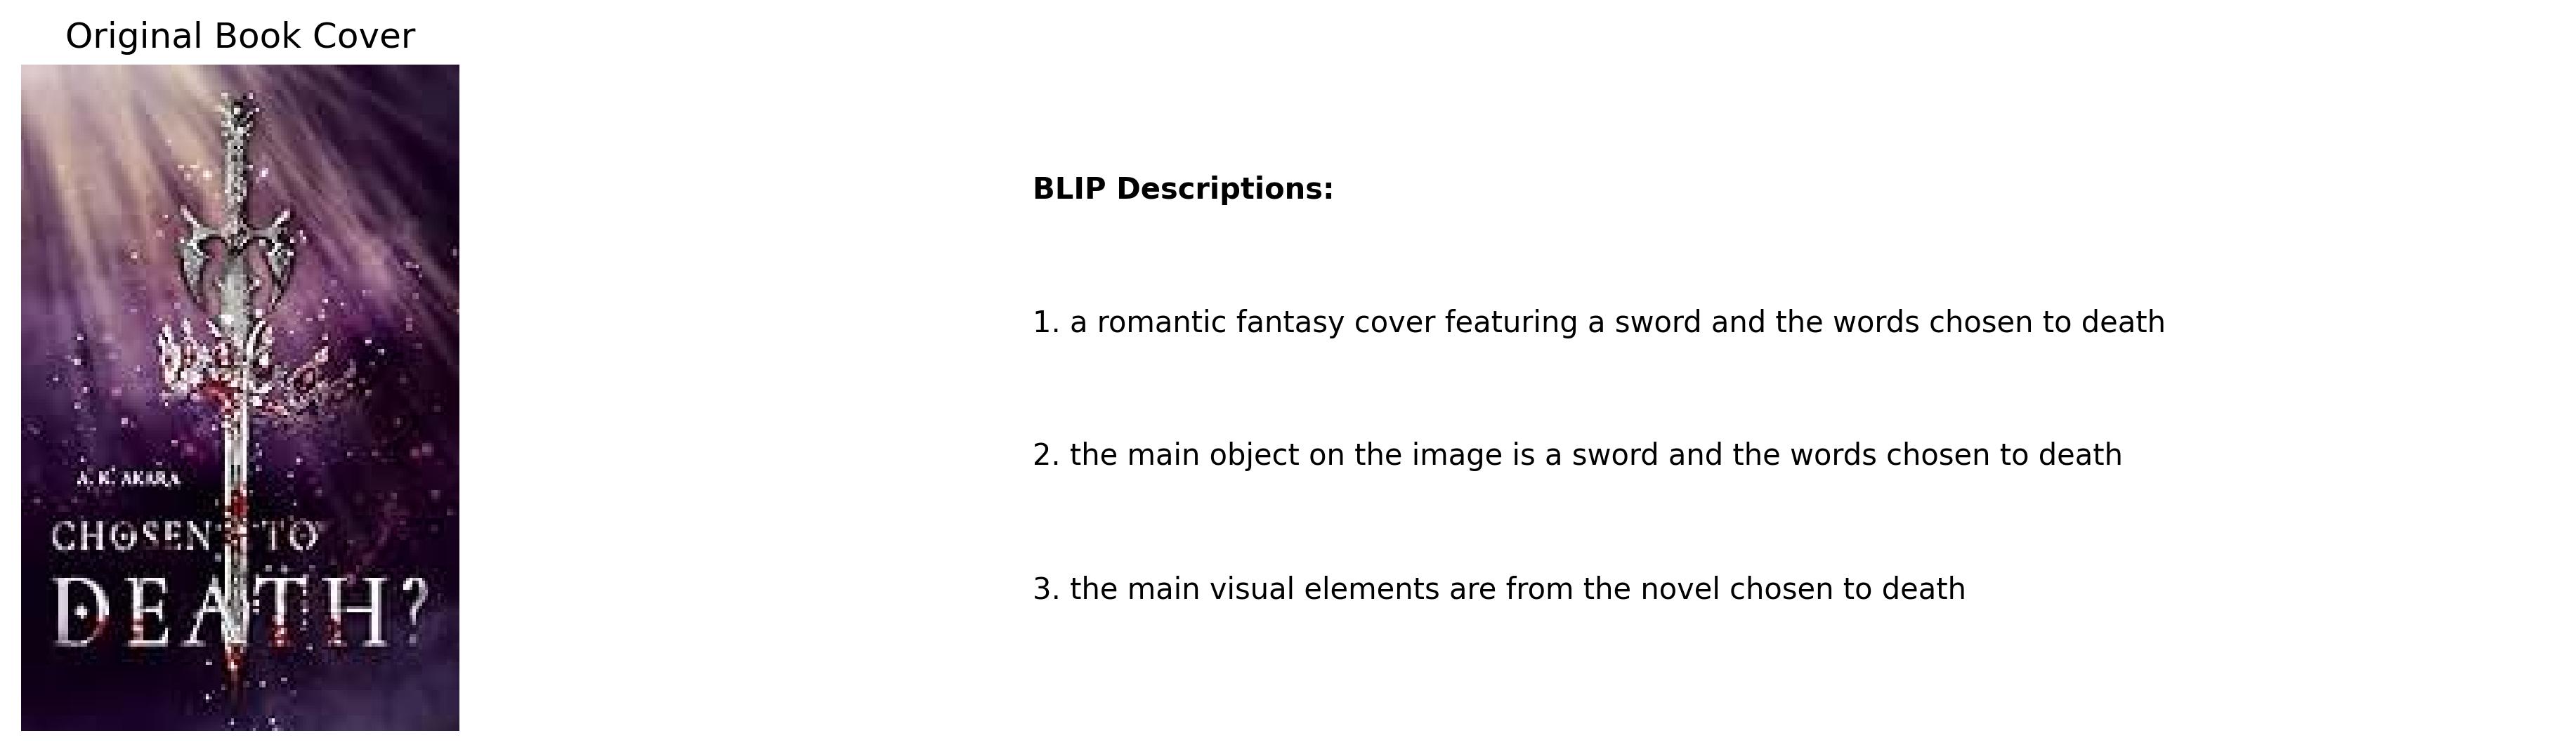 Original Book Cover
A. K. AKARA
CHOSEN TO
DEATH?
BLIP Descriptions:
1. a romantic fantasy cover featuring a sword and the words chosen to death
2. the main object on the image is a sword and the words chosen to death
3. the main visual elements are from the novel chosen to death